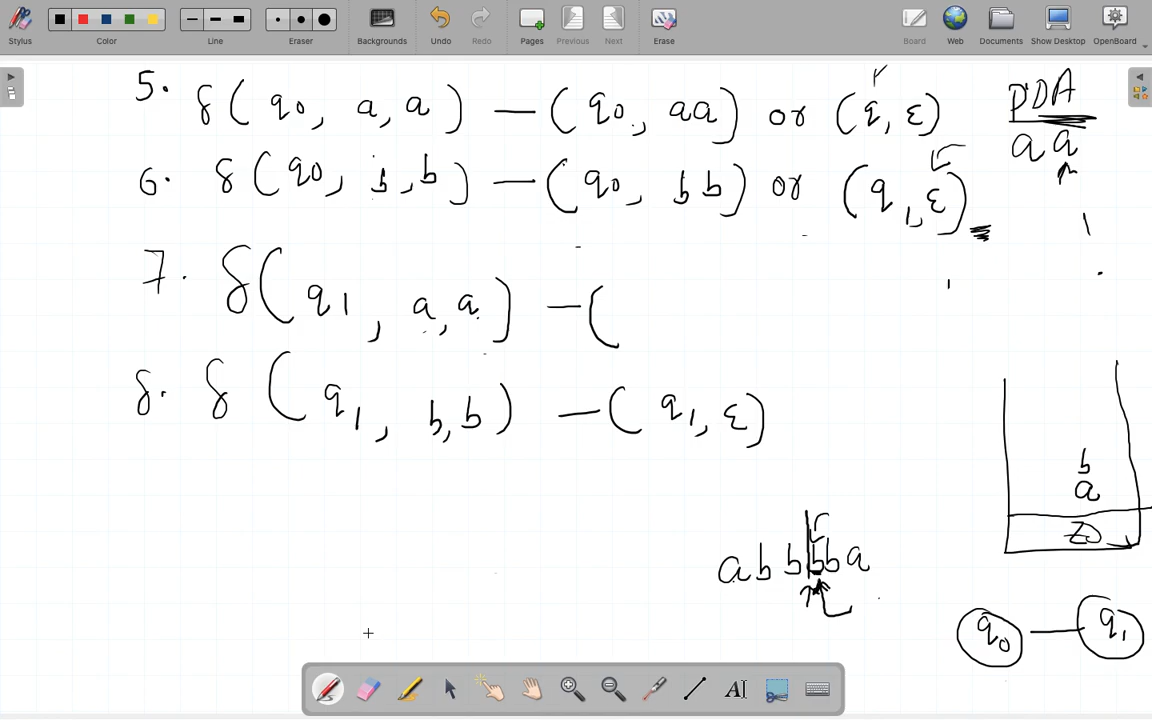 Stylus Color Line Eraser Backgrounds Undo Redo Pages Previous Next Erase Board Web Documents Show Desktop OpenBoard
5. δ(q0, a, a) — (q0, aa) or (q, ε)
PDA
aa
6. δ(q0, b, b) — (q0, bb) or (q1, ε)
7. δ(q1, a, a) — (
8. δ(q1, b, b) — (q1, ε)
b
a
z0
abbbba
q0 — q1